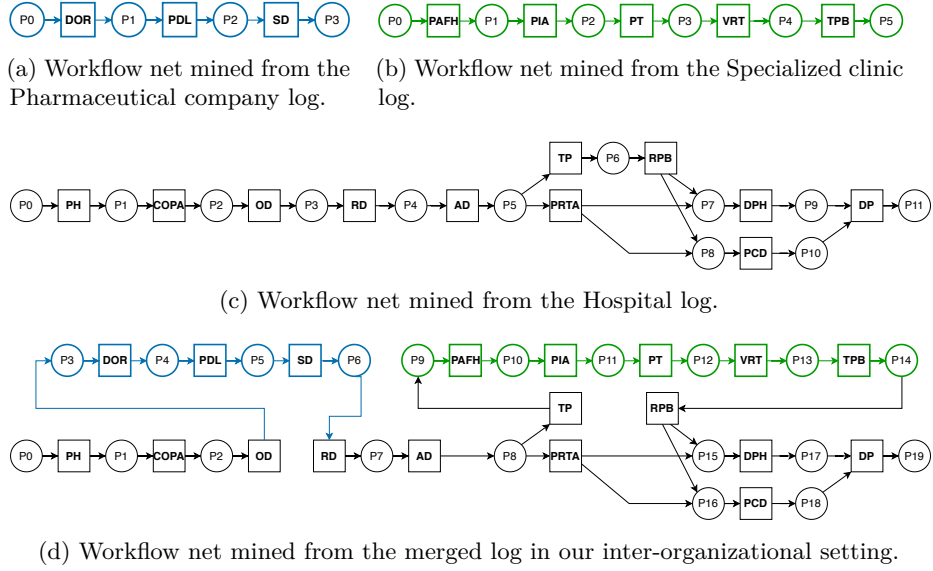 P0 DOR P1 PDL P2 SD P3
P0 PAFH P1 PIA P2 PT P3 VRT P4 TPB P5
(a) Workflow net mined from the
Pharmaceutical company log.
(b) Workflow net mined from the Specialized clinic
log.
TP P6 RPB
P0 PH P1 COPA P2 OD P3 RD P4 AD P5 PRTA P7 DPH P9 DP P11
P8 PCD P10
(c) Workflow net mined from the Hospital log.
P3 DOR P4 PDL P5 SD P6 P9 PAFH P10 PIA P11 PT P12 VRT P13 TPB P14
TP RPB
P0 PH P1 COPA P2 OD RD P7 AD P8 PRTA P15 DPH P17 DP P19
P16 PCD P18
(d) Workflow net mined from the merged log in our inter-organizational setting.